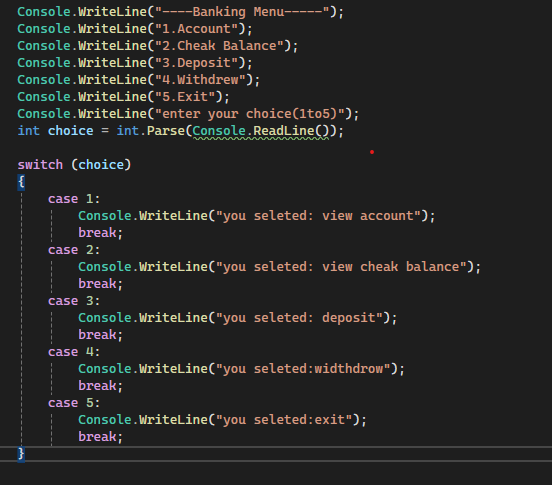 Console.WriteLine("----Banking Menu-----");
Console.WriteLine("1.Account");
Console.WriteLine("2.Cheak Balance");
Console.WriteLine("3.Deposit");
Console.WriteLine("4.Withdrew");
Console.WriteLine("5.Exit");
Console.WriteLine("enter your choice(1to5)");
int choice = int.Parse(Console.ReadLine());
switch (choice)
{
case 1:
Console.WriteLine("you seleted: view account");
break;
case 2:
Console.WriteLine("you seleted: view cheak balance");
break;
case 3:
Console.WriteLine("you seleted: deposit");
break;
case 4:
Console.WriteLine("you seleted:widthdrow");
break;
case 5:
Console.WriteLine("you seleted:exit");
break;
}